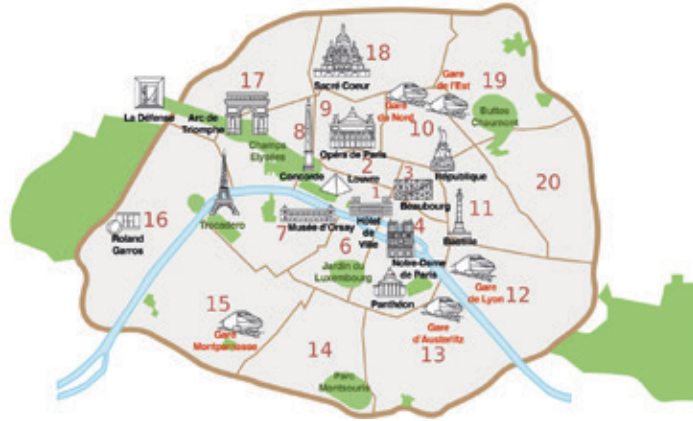 18
Sacré Coeur
17
19
Gare
de l'Est
La Défense
Arc de
Triomphe
9
8
Gare
de Nord
10
Buttes
Chaumont
Champs
Elysées
Opéra de Paris
Concorde
2
Louvre
République
3
1
Beaubourg
20
16
Roland
Garros
Trocadero
7
Musée d'Orsay
Hôtel
de
Ville
4
11
Bastille
6
Notre-Dame
de Paris
Jardin du
Luxembourg
Panthéon
Gare
de Lyon
12
15
Gare
Montparnasse
Gare
d'Austerlitz
14
13
Parc
Montsouris